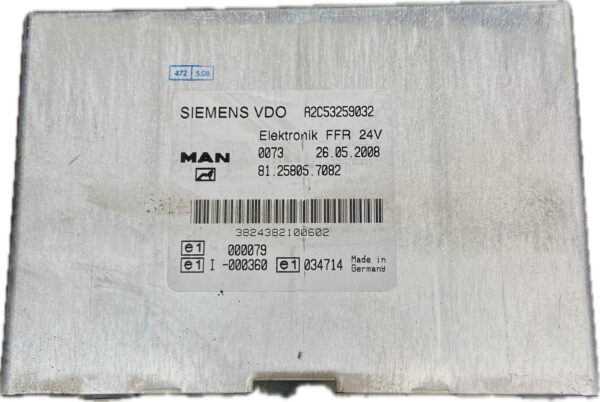 472 5.08
SIEMENS VDO A2C53259032
Elektronik FFR 24V
MAN 0073 26.05.2008
81.25805.7082
3824382100602
e1 000079
e1 I -000360 e1 034714 Made in
Germany